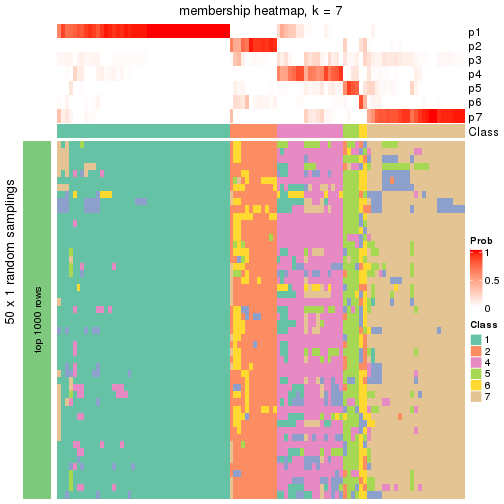 membership heatmap, k = 7
p1
p2
p3
p4
p5
p6
p7
Class
50 x 1 random samplings
top 1000 rows
Prob
1
0.5
0
Class
1
2
4
5
6
7